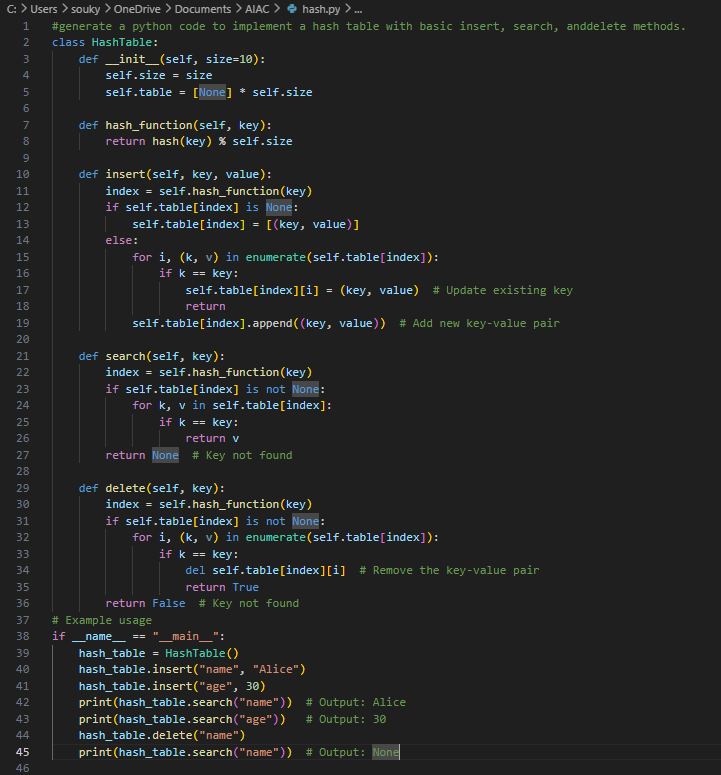 C: > Users > souky > OneDrive > Documents > AIAC > hash.py > ...
1 #generate a python code to implement a hash table with basic insert, search, anddelete methods.
2 class HashTable:
3     def __init__(self, size=10):
4         self.size = size
5         self.table = [None] * self.size
6
7     def hash_function(self, key):
8         return hash(key) % self.size
9
10     def insert(self, key, value):
11         index = self.hash_function(key)
12         if self.table[index] is None:
13             self.table[index] = [(key, value)]
14         else:
15             for i, (k, v) in enumerate(self.table[index]):
16                 if k == key:
17                     self.table[index][i] = (key, value)  # Update existing key
18                     return
19             self.table[index].append((key, value))  # Add new key-value pair
20
21     def search(self, key):
22         index = self.hash_function(key)
23         if self.table[index] is not None:
24             for k, v in self.table[index]:
25                 if k == key:
26                     return v
27         return None  # Key not found
28
29     def delete(self, key):
30         index = self.hash_function(key)
31         if self.table[index] is not None:
32             for i, (k, v) in enumerate(self.table[index]):
33                 if k == key:
34                     del self.table[index][i]  # Remove the key-value pair
35                     return True
36         return False  # Key not found
37 # Example usage
38 if __name__ == "__main__":
39     hash_table = HashTable()
40     hash_table.insert("name", "Alice")
41     hash_table.insert("age", 30)
42     print(hash_table.search("name"))  # Output: Alice
43     print(hash_table.search("age"))   # Output: 30
44     hash_table.delete("name")
45     print(hash_table.search("name"))  # Output: None
46